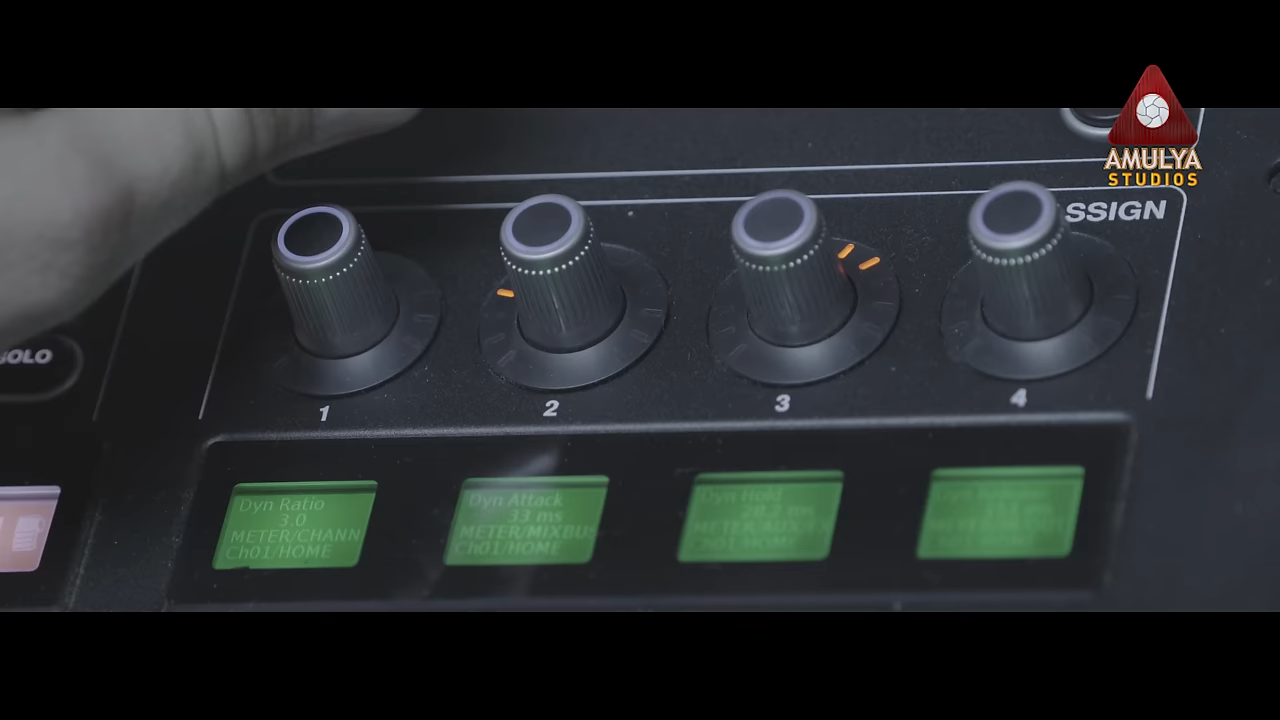 AMULYA
STUDIOS
SSIGN
SOLO
1
2
3
4
Dyn Ratio
3.0
METER/CHANN
Ch01/HOME
Dyn Attack
33 ms
METER/MIXBUS
Ch01/HOME
Dyn Hold